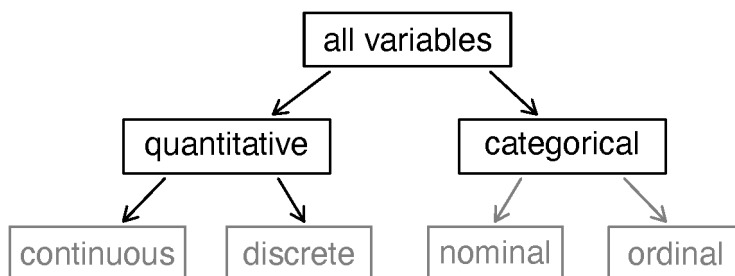 all variables
quantitative
categorical
continuous
discrete
nominal
ordinal